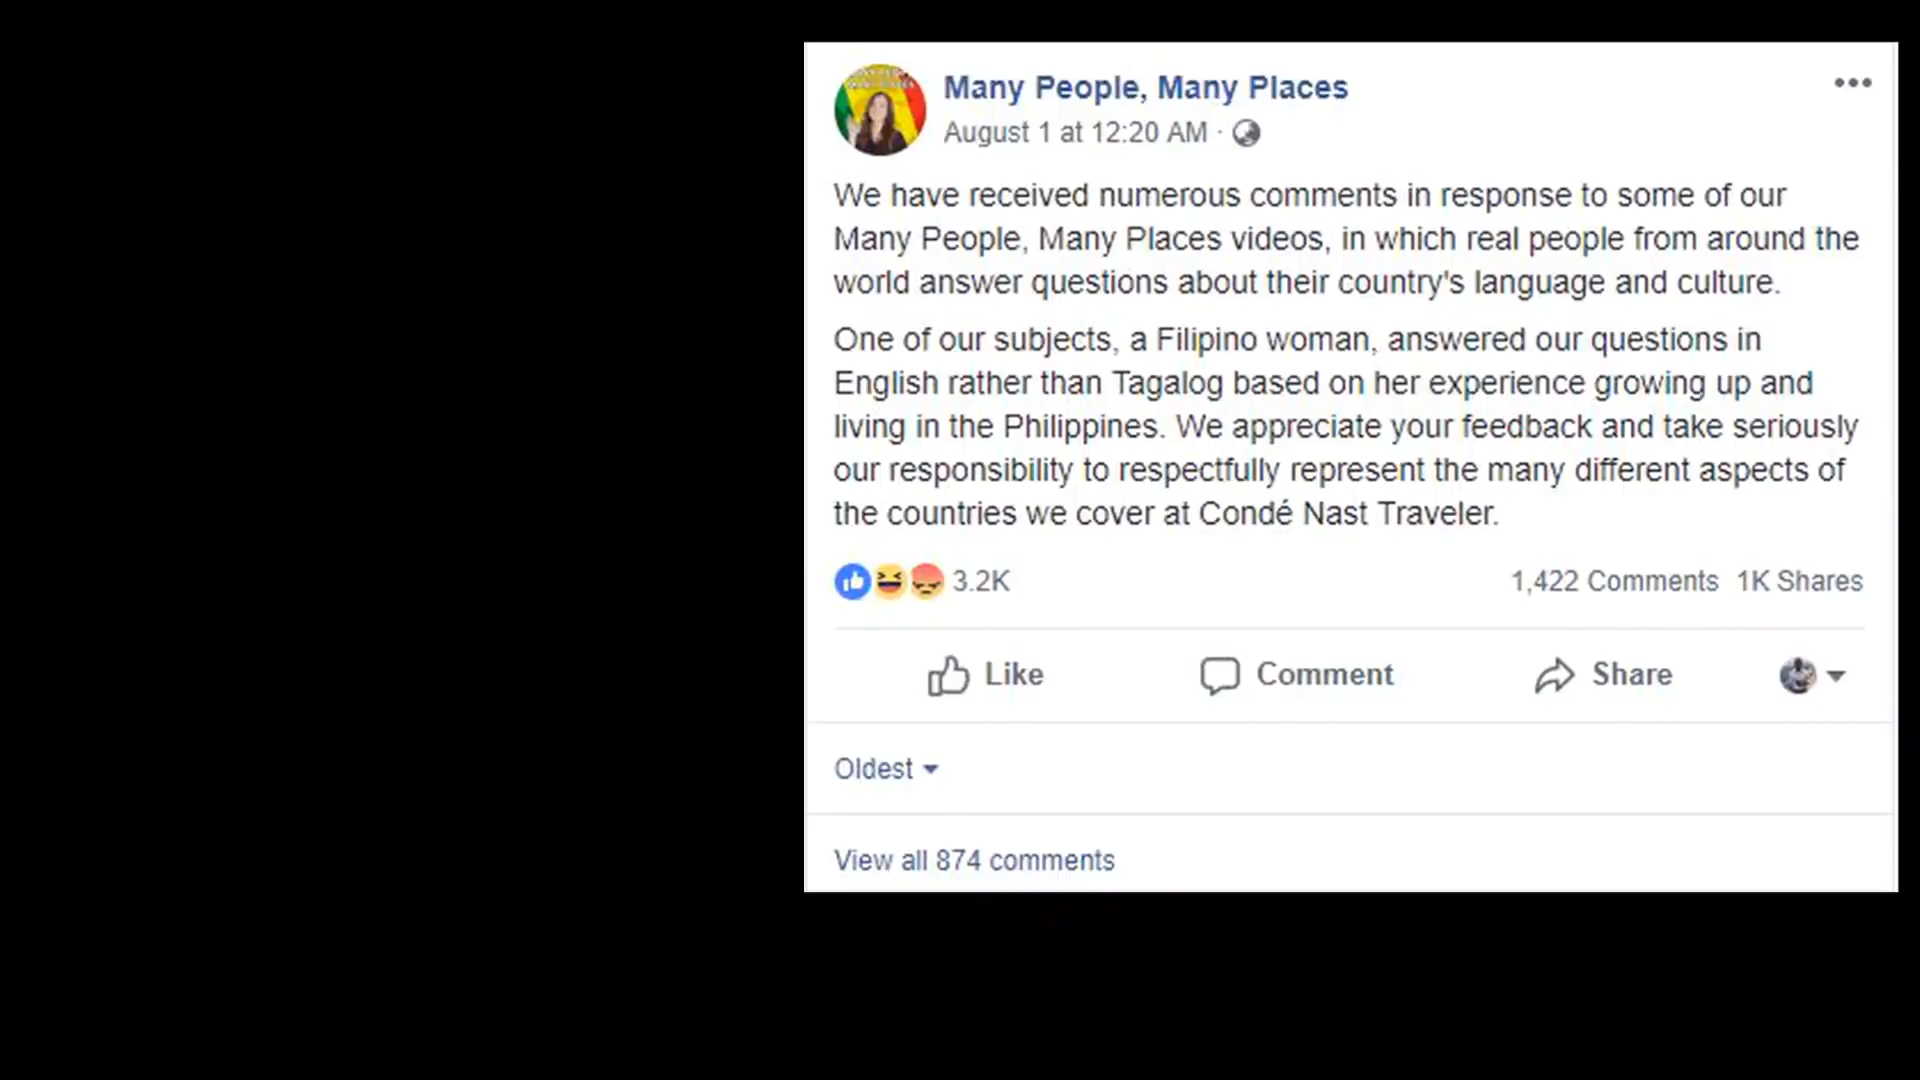 Many People, Many Places
August 1 at 12:20 AM ·
We have received numerous comments in response to some of our
Many People, Many Places videos, in which real people from around the
world answer questions about their country's language and culture.
One of our subjects, a Filipino woman, answered our questions in
English rather than Tagalog based on her experience growing up and
living in the Philippines. We appreciate your feedback and take seriously
our responsibility to respectfully represent the many different aspects of
the countries we cover at Condé Nast Traveler.
3.2K 1,422 Comments 1K Shares
Like Comment Share
Oldest
View all 874 comments